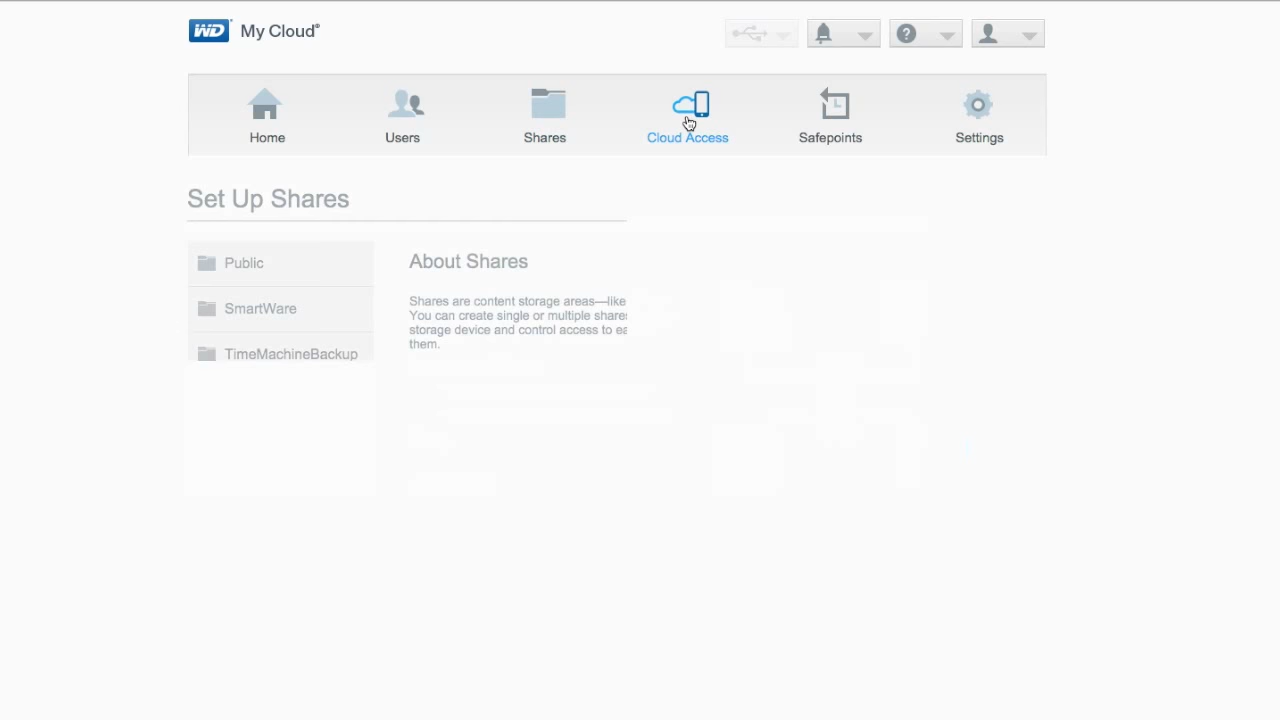 WD My Cloud®
Home
Users
Shares
Cloud Access
Safepoints
Settings
Set Up Shares
Public
SmartWare
TimeMachineBackup
About Shares
Shares are content storage areas—like
You can create single or multiple share
storage device and control access to ea
them.